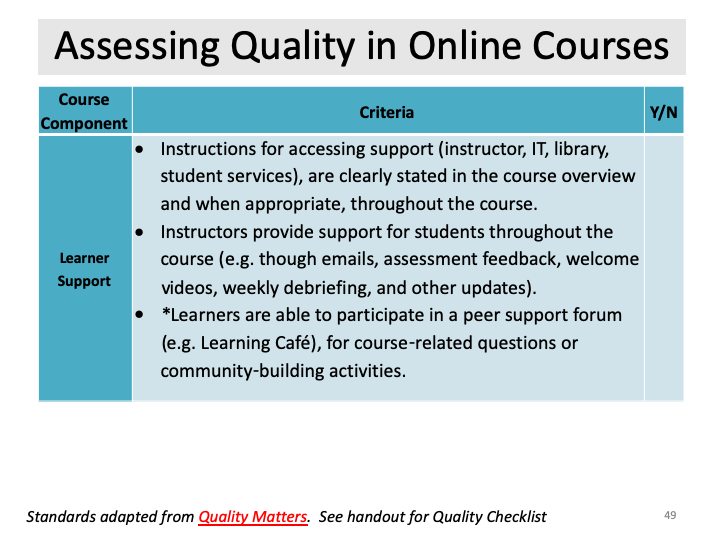 Assessing Quality in Online Courses
Course
Component
Criteria
Y/N
Learner
Support
• Instructions for accessing support (instructor, IT, library,
student services), are clearly stated in the course overview
and when appropriate, throughout the course.
• Instructors provide support for students throughout the
course (e.g. though emails, assessment feedback, welcome
videos, weekly debriefing, and other updates).
• *Learners are able to participate in a peer support forum
(e.g. Learning Café), for course-related questions or
community-building activities.
Standards adapted from Quality Matters. See handout for Quality Checklist
49